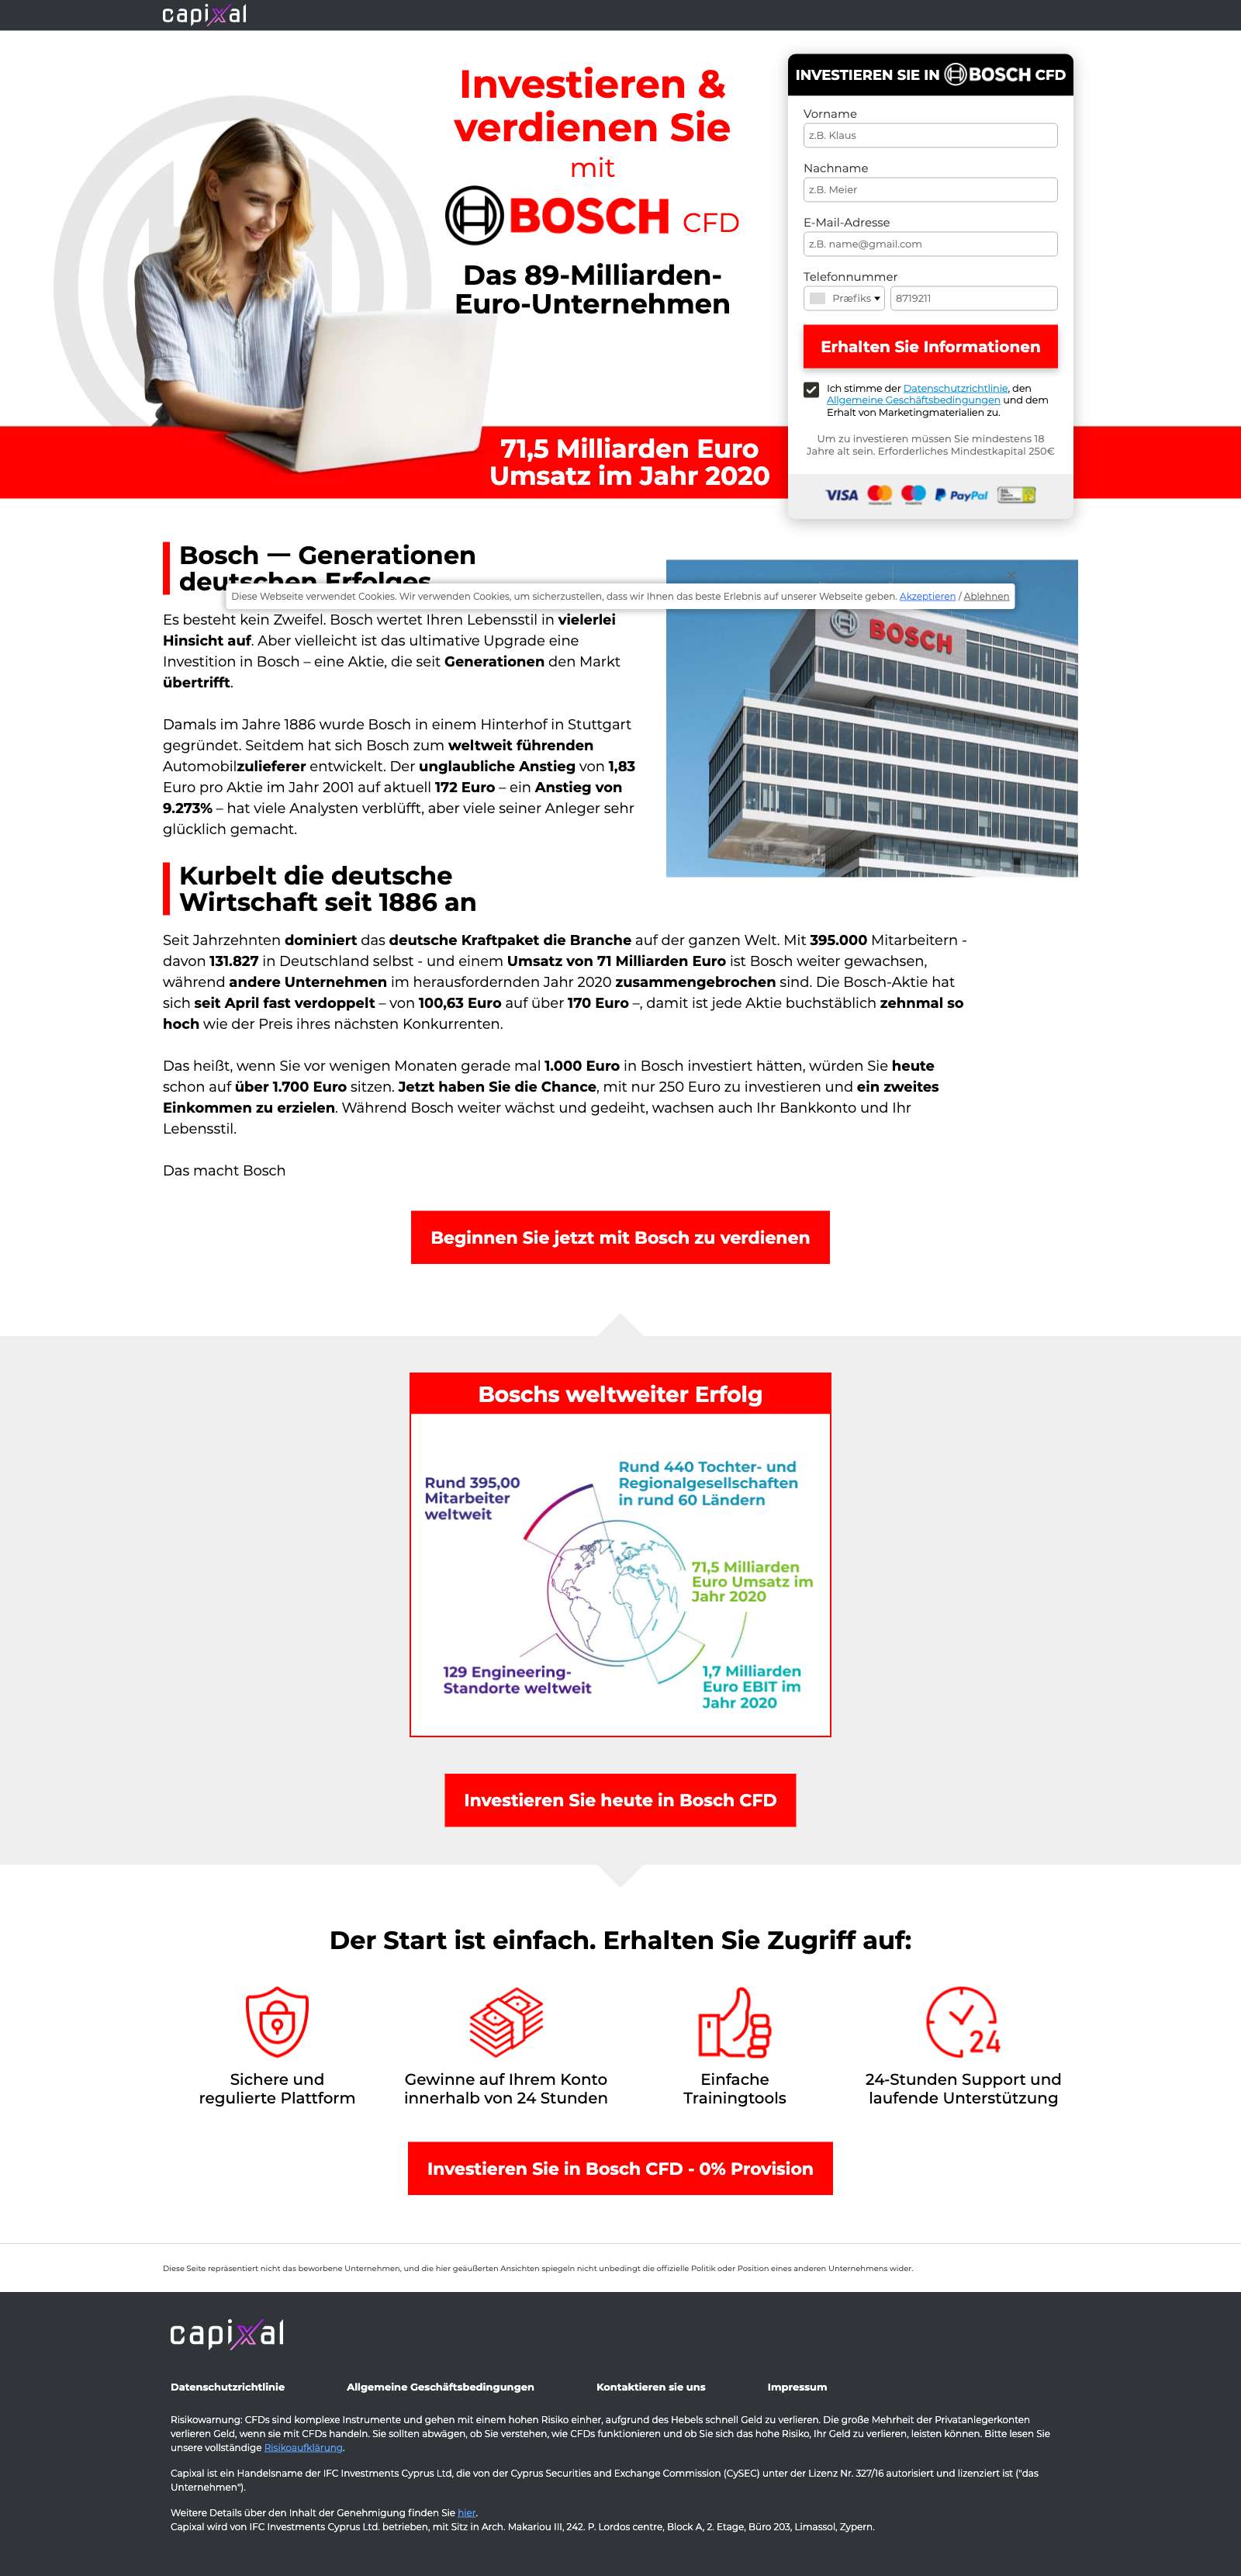 capixal
Investieren &
verdienen Sie
mit
BOSCH CFD
Das 89-Milliarden-
Euro-Unternehmen
71,5 Milliarden Euro
Umsatz im Jahr 2020
INVESTIEREN SIE IN BOSCH CFD
Vorname
z.B. Klaus
Nachname
z.B. Meier
E-Mail-Adresse
z.B. name@gmail.com
Telefonnummer
Præfiks 8719211
Erhalten Sie Informationen
Ich stimme der Datenschutzrichtlinie, den
Allgemeine Geschäftsbedingungen und dem
Erhalt von Marketingmaterialien zu.
Um zu investieren müssen Sie mindestens 18
Jahre alt sein. Erforderliches Mindestkapital 250€
VISA PayPal
Bosch — Generationen
deutschen Erfolges
Diese Webseite verwendet Cookies. Wir verwenden Cookies, um sicherzustellen, dass wir Ihnen das beste Erlebnis auf unserer Webseite geben. Akzeptieren / Ablehnen
Es besteht kein Zweifel. Bosch wertet Ihren Lebensstil in vielerlei
Hinsicht auf. Aber vielleicht ist das ultimative Upgrade eine
Investition in Bosch – eine Aktie, die seit Generationen den Markt
übertrifft.
BOSCH
Damals im Jahre 1886 wurde Bosch in einem Hinterhof in Stuttgart
gegründet. Seitdem hat sich Bosch zum weltweit führenden
Automobilzulieferer entwickelt. Der unglaubliche Anstieg von 1,83
Euro pro Aktie im Jahr 2001 auf aktuell 172 Euro – ein Anstieg von
9.273% – hat viele Analysten verblüfft, aber viele seiner Anleger sehr
glücklich gemacht.
Kurbelt die deutsche
Wirtschaft seit 1886 an
Seit Jahrzehnten dominiert das deutsche Kraftpaket die Branche auf der ganzen Welt. Mit 395.000 Mitarbeitern -
davon 131.827 in Deutschland selbst - und einem Umsatz von 71 Milliarden Euro ist Bosch weiter gewachsen,
während andere Unternehmen im herausfordernden Jahr 2020 zusammengebrochen sind. Die Bosch-Aktie hat
sich seit April fast verdoppelt – von 100,63 Euro auf über 170 Euro –, damit ist jede Aktie buchstäblich zehnmal so
hoch wie der Preis ihres nächsten Konkurrenten.
Das heißt, wenn Sie vor wenigen Monaten gerade mal 1.000 Euro in Bosch investiert hätten, würden Sie heute
schon auf über 1.700 Euro sitzen. Jetzt haben Sie die Chance, mit nur 250 Euro zu investieren und ein zweites
Einkommen zu erzielen. Während Bosch weiter wächst und gedeiht, wachsen auch Ihr Bankkonto und Ihr
Lebensstil.
Das macht Bosch
Beginnen Sie jetzt mit Bosch zu verdienen
Boschs weltweiter Erfolg
Rund 395,00
Mitarbeiter
weltweit
Rund 440 Tochter- und
Regionalgesellschaften
in rund 60 Ländern
71,5 Milliarden
Euro Umsatz im
Jahr 2020
129 Engineering-
Standorte weltweit
1,7 Milliarden
Euro EBIT im
Jahr 2020
Investieren Sie heute in Bosch CFD
Der Start ist einfach. Erhalten Sie Zugriff auf:
24
Sichere und
regulierte Plattform
Gewinne auf Ihrem Konto
innerhalb von 24 Stunden
Einfache
Trainingtools
24-Stunden Support und
laufende Unterstützung
Investieren Sie in Bosch CFD - 0% Provision
Diese Seite repräsentiert nicht das beworbene Unternehmen, und die hier geäußerten Ansichten spiegeln nicht unbedingt die offizielle Politik oder Position eines anderen Unternehmens wider.
capixal
Datenschutzrichtlinie Allgemeine Geschäftsbedingungen Kontaktieren sie uns Impressum
Risikowarnung: CFDs sind komplexe Instrumente und gehen mit einem hohen Risiko einher, aufgrund des Hebels schnell Geld zu verlieren. Die große Mehrheit der Privatanlegerkonten
verlieren Geld, wenn sie mit CFDs handeln. Sie sollten abwägen, ob Sie verstehen, wie CFDs funktionieren und ob Sie sich das hohe Risiko, Ihr Geld zu verlieren, leisten können. Bitte lesen Sie
unsere vollständige Risikoaufklärung.
Capixal ist ein Handelsname der IFC Investments Cyprus Ltd, die von der Cyprus Securities and Exchange Commission (CySEC) unter der Lizenz Nr. 327/16 autorisiert und lizenziert ist ("das
Unternehmen").
Weitere Details über den Inhalt der Genehmigung finden Sie hier.
Capixal wird von IFC Investments Cyprus Ltd. betrieben, mit Sitz in Arch. Makariou III, 242. P. Lordos centre, Block A, 2. Etage, Büro 203, Limassol, Zypern.